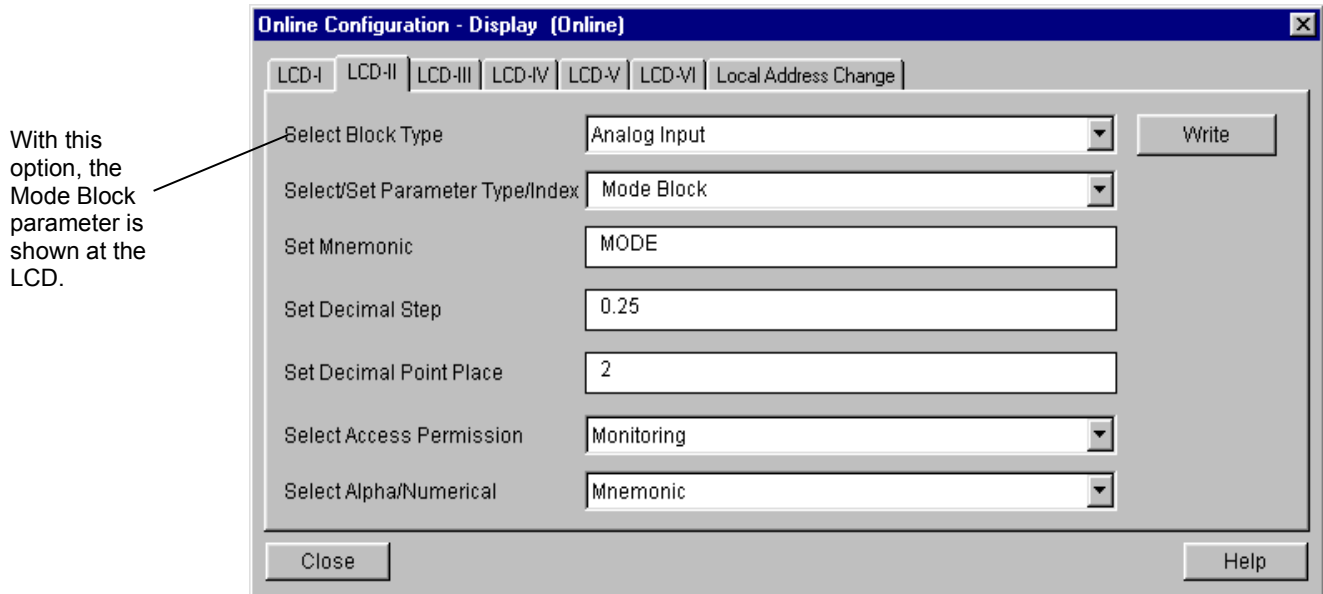 Online Configuration - Display (Online)
LCD-I LCD-II LCD-III LCD-IV LCD-V LCD-VI Local Address Change
With this
option, the
Mode Block
parameter is
shown at the
LCD.
Select Block Type Analog Input Write
Select/Set Parameter Type/Index Mode Block
Set Mnemonic MODE
Set Decimal Step 0.25
Set Decimal Point Place 2
Select Access Permission Monitoring
Select Alpha/Numerical Mnemonic
Close Help